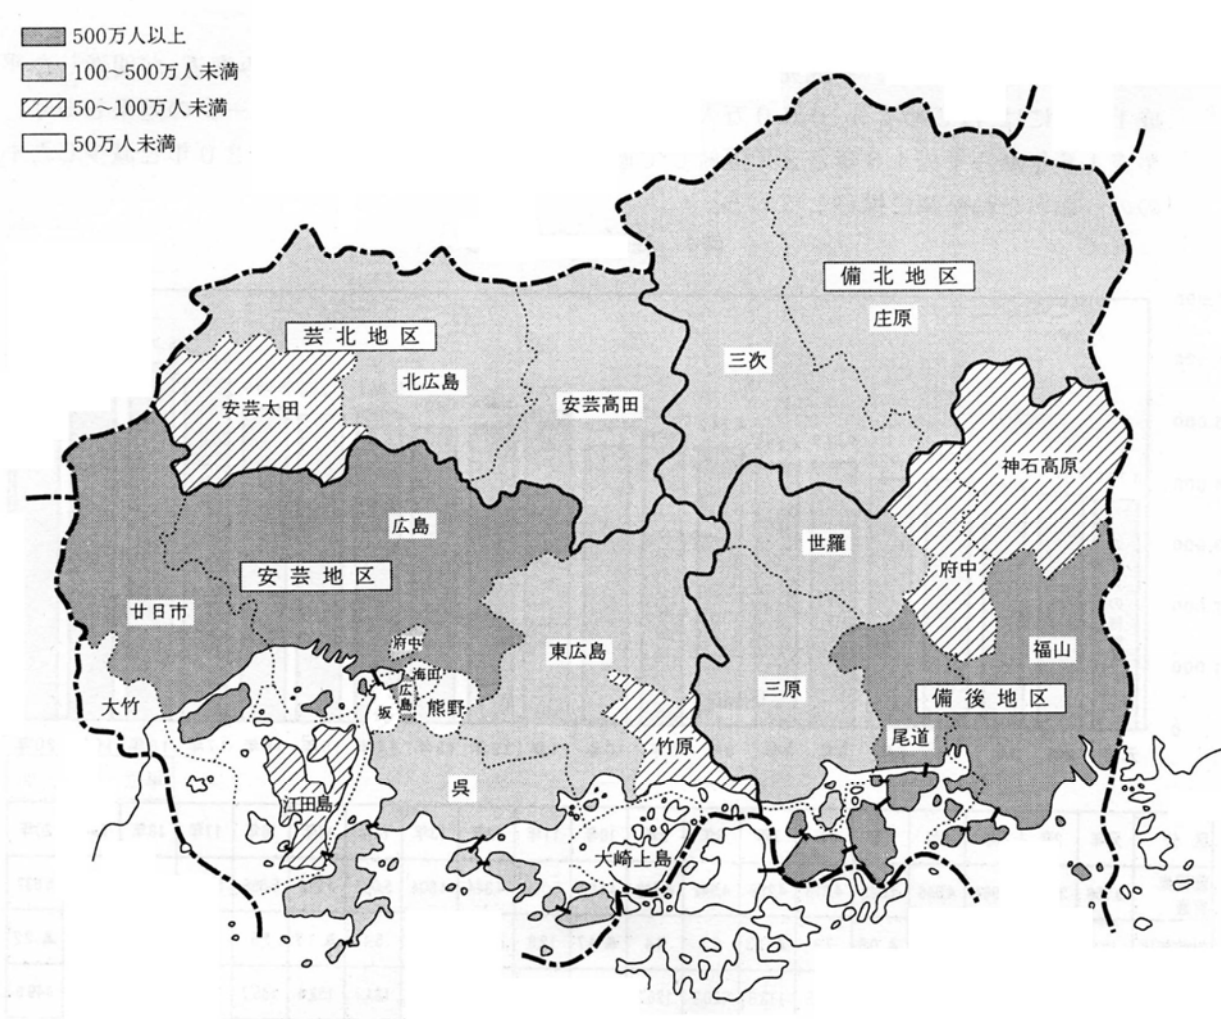 500万人以上
100~500万人未満
50~100万人未満
50万人未満
備北地区
庄原
芸北地区
三次
北広島
安芸高田
安芸太田
神石高原
広島
世羅
府中
安芸地区
廿日市
府中
東広島
福山
海田
三原
備後地区
大竹
広島
坂
熊野
竹原
尾道
呉
江田島
大崎上島